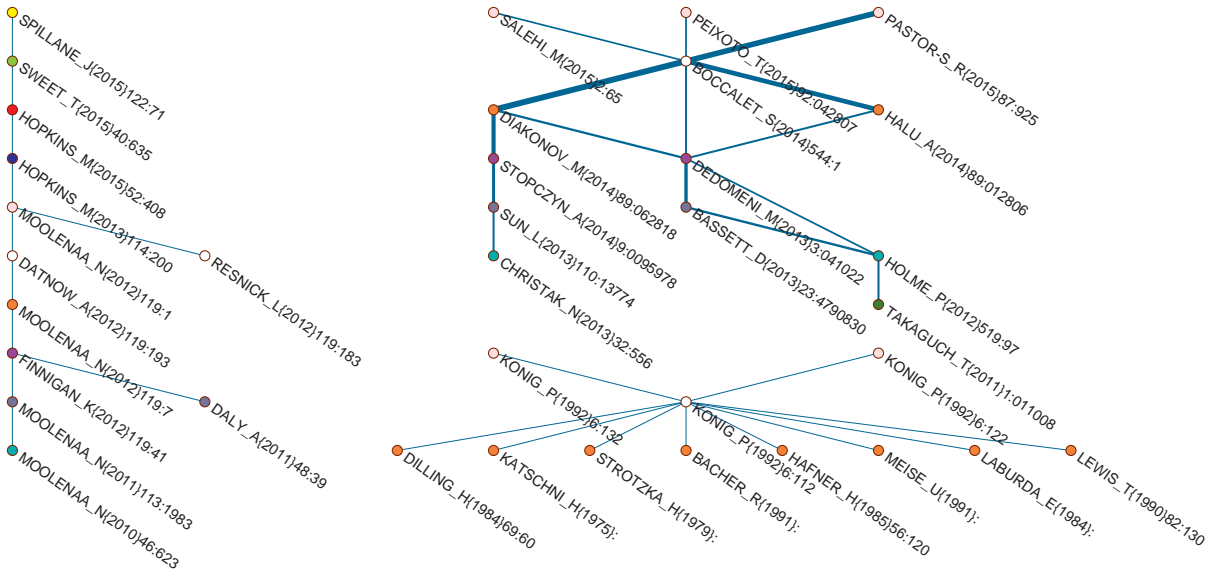 SPILLANE_J{2015}122:71
SWEET_T{2015}40:635
HOPKINS_M{2015}52:408
HOPKINS_M{2013}114:200
MOOLENAA_N{2012}119:1
RESNICK_L{2012}119:183
DATNOW_A{2012}119:193
MOOLENAA_N{2012}119:7
FINNIGAN_K{2012}119:41
MOOLENAA_N{2011}113:1983
DALY_A{2011}48:39
MOOLENAA_N{2010}46:623
SALEHI_M{2015}2:65
PEIXOTO_T{2015}92:042807
PASTOR-S_R{2015}87:925
BOCCALET_S{2014}544:1
DIAKONOV_M{2014}89:062818
HALU_A{2014}89:012806
STOPCZYN_A{2014}9:0095978
DEDOMENI_M{2013}3:041022
SUN_L{2013}110:13774
BASSETT_D{2013}23:4790830
CHRISTAK_N{2013}32:556
HOLME_P{2012}519:97
TAKAGUCH_T{2011}1:011008
KONIG_P{1992}6:132
KONIG_P{1992}6:122
KONIG_P{1992}6:112
DILLING_H{1984}69:60
KATSCHNI_H{1975}:
STROTZKA_H{1979}:
BACHER_R{1991}:
HAFNER_H{1985}56:120
MEISE_U{1991}:
LABURDA_E{1984}:
LEWIS_T{1990}82:130